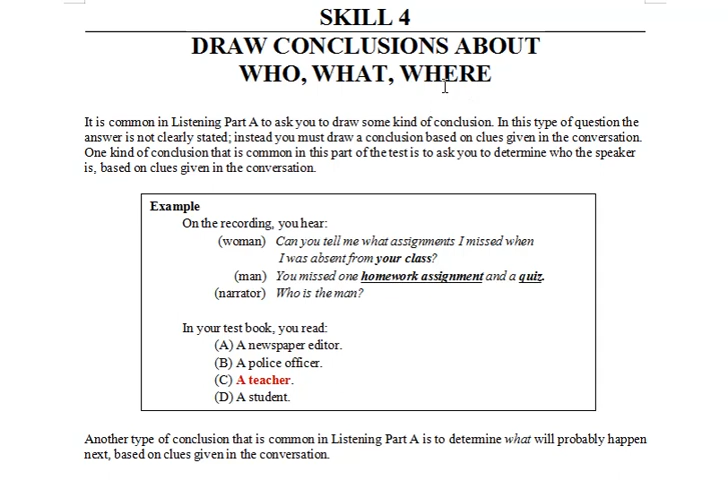 SKILL 4
DRAW CONCLUSIONS ABOUT
WHO, WHAT, WHERE
It is common in Listening Part A to ask you to draw some kind of conclusion. In this type of question the
answer is not clearly stated; instead you must draw a conclusion based on clues given in the conversation.
One kind of conclusion that is common in this part of the test is to ask you to determine who the speaker
is, based on clues given in the conversation.
Example
On the recording, you hear:
(woman) Can you tell me what assignments I missed when
I was absent from your class?
(man) You missed one homework assignment and a quiz.
(narrator) Who is the man?
In your test book, you read:
(A) A newspaper editor.
(B) A police officer.
(C) A teacher.
(D) A student.
Another type of conclusion that is common in Listening Part A is to determine what will probably happen
next, based on clues given in the conversation.